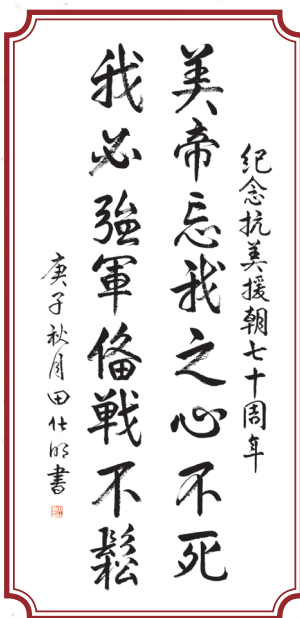 纪念抗美援朝七十周年
美帝忘我之心不死
我必強軍備戰不鬆
庚子秋月田仕明書